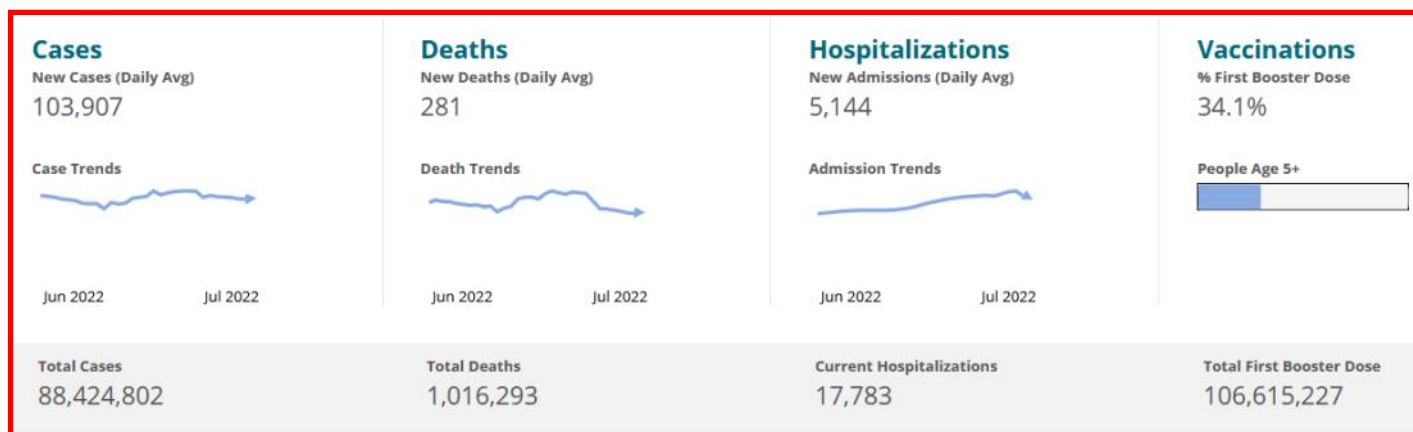 Cases
New Cases (Daily Avg)
103,907
Case Trends
Jun 2022 Jul 2022
Total Cases
88,424,802
Deaths
New Deaths (Daily Avg)
281
Death Trends
Jun 2022 Jul 2022
Total Deaths
1,016,293
Hospitalizations
New Admissions (Daily Avg)
5,144
Admission Trends
Jun 2022 Jul 2022
Current Hospitalizations
17,783
Vaccinations
% First Booster Dose
34.1%
People Age 5+
Total First Booster Dose
106,615,227